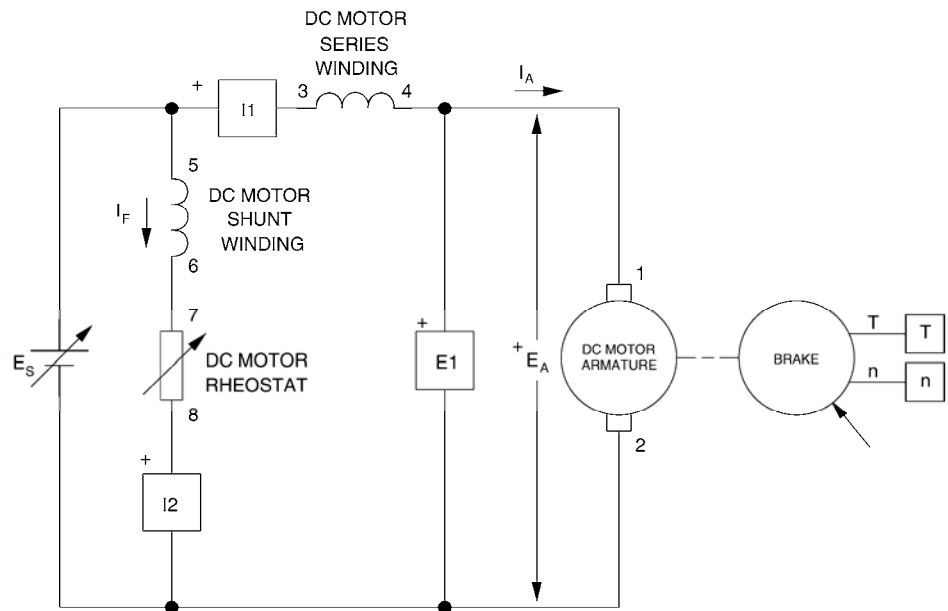 DC MOTOR
SERIES
WINDING
+
I1
3
4
I_A
5
I_F
DC MOTOR
SHUNT
WINDING
6
7
DC MOTOR
RHEOSTAT
8
E_S
+
I2
+
E1
+
E_A
1
DC MOTOR
ARMATURE
2
BRAKE
T
T
n
n